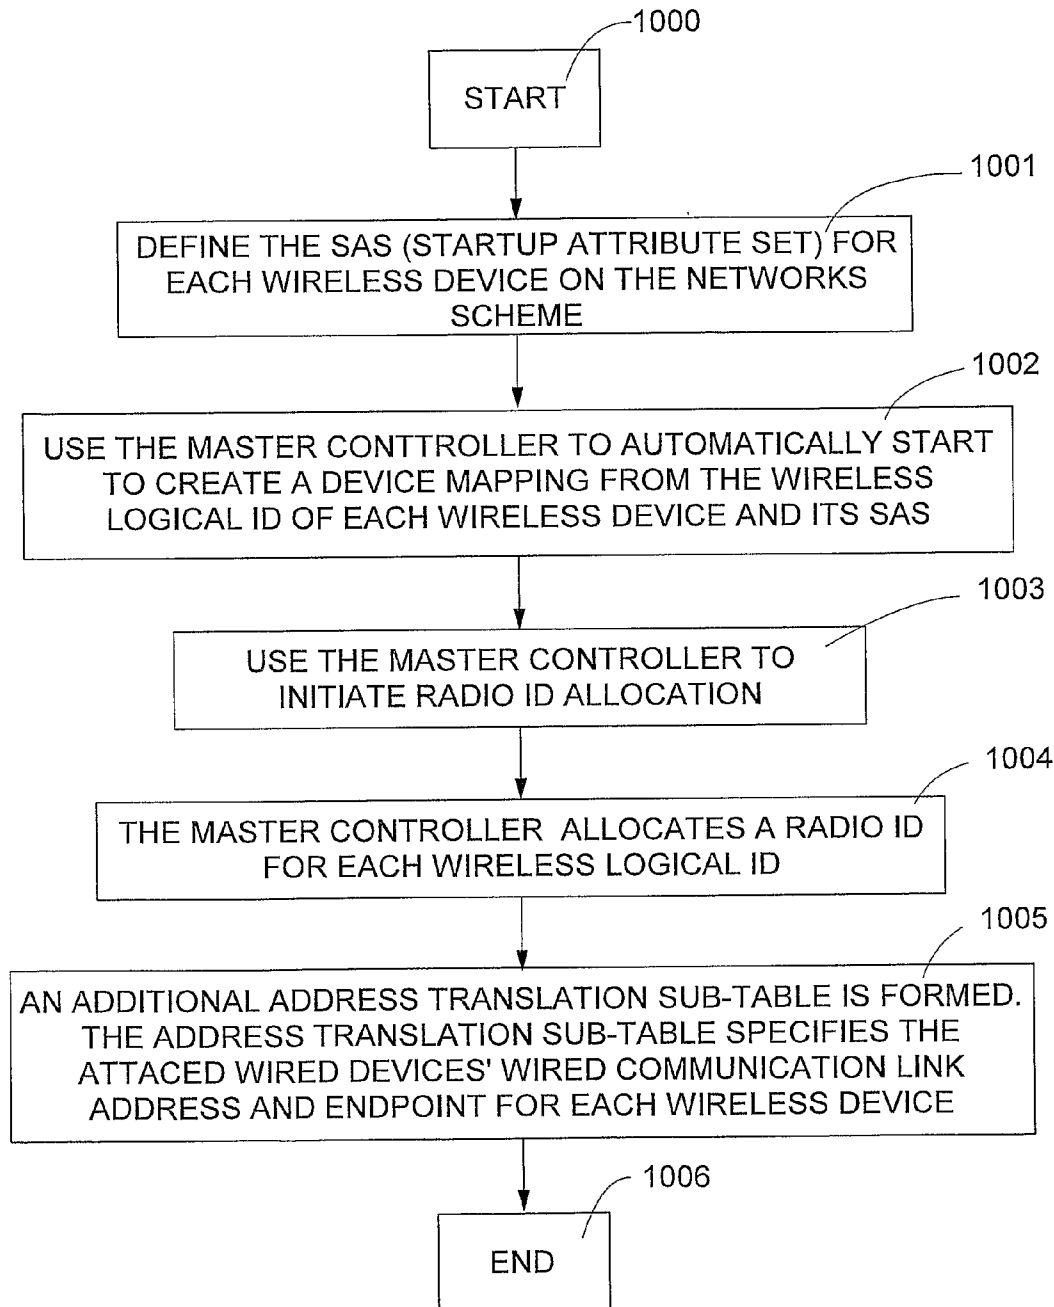 1000
START
1001
DEFINE THE SAS (STARTUP ATTRIBUTE SET) FOR
EACH WIRELESS DEVICE ON THE NETWORKS
SCHEME
1002
USE THE MASTER CONTTROLLER TO AUTOMATICALLY START
TO CREATE A DEVICE MAPPING FROM THE WIRELESS
LOGICAL ID OF EACH WIRELESS DEVICE AND ITS SAS
1003
USE THE MASTER CONTROLLER TO
INITIATE RADIO ID ALLOCATION
1004
THE MASTER CONTROLLER ALLOCATES A RADIO ID
FOR EACH WIRELESS LOGICAL ID
1005
AN ADDITIONAL ADDRESS TRANSLATION SUB-TABLE IS FORMED.
THE ADDRESS TRANSLATION SUB-TABLE SPECIFIES THE
ATTACED WIRED DEVICES' WIRED COMMUNICATION LINK
ADDRESS AND ENDPOINT FOR EACH WIRELESS DEVICE
1006
END